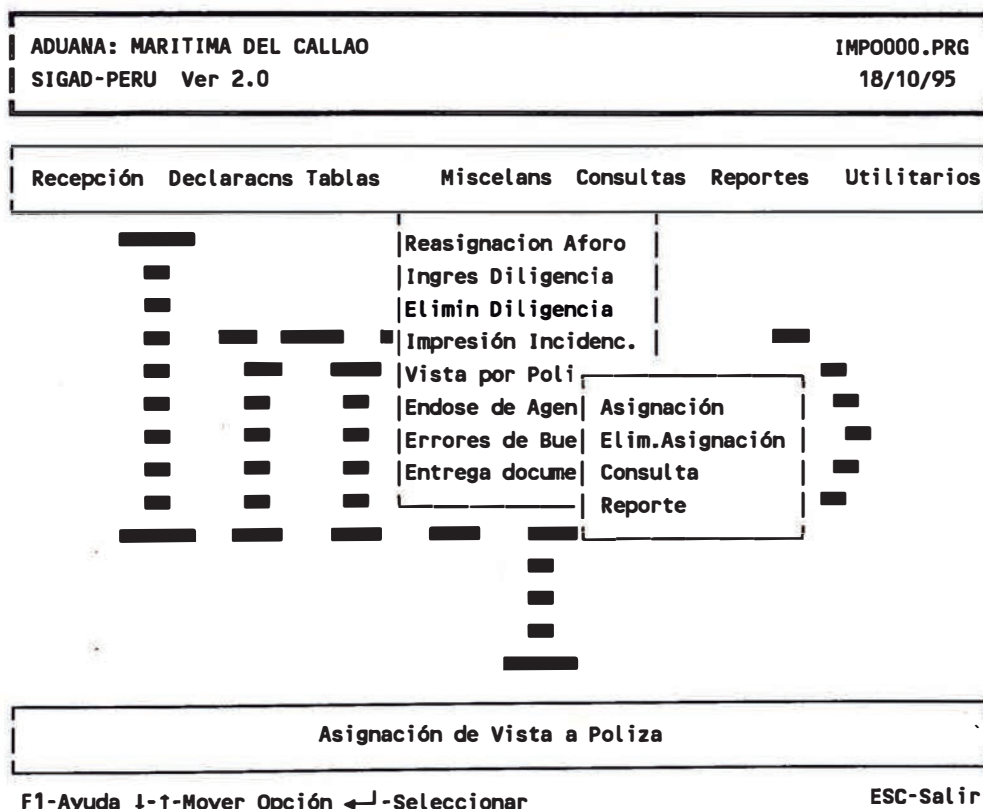 ADUANA: MARITIMA DEL CALLAO IMPO000.PRG
SIGAD-PERU Ver 2.0 18/10/95
Recepción Declaracns Tablas Miscelans Consultas Reportes Utilitarios
Reasignacion Aforo
Ingres Diligencia
Elimin Diligencia
Impresión Incidenc.
Vista por Poli
Endose de Agen Asignación
Errores de Bue Elim.Asignación
Entrega docume Consulta
Reporte
Asignación de Vista a Poliza
F1-Ayuda ↓-↑-Mover Opción ↵-Seleccionar ESC-Salir